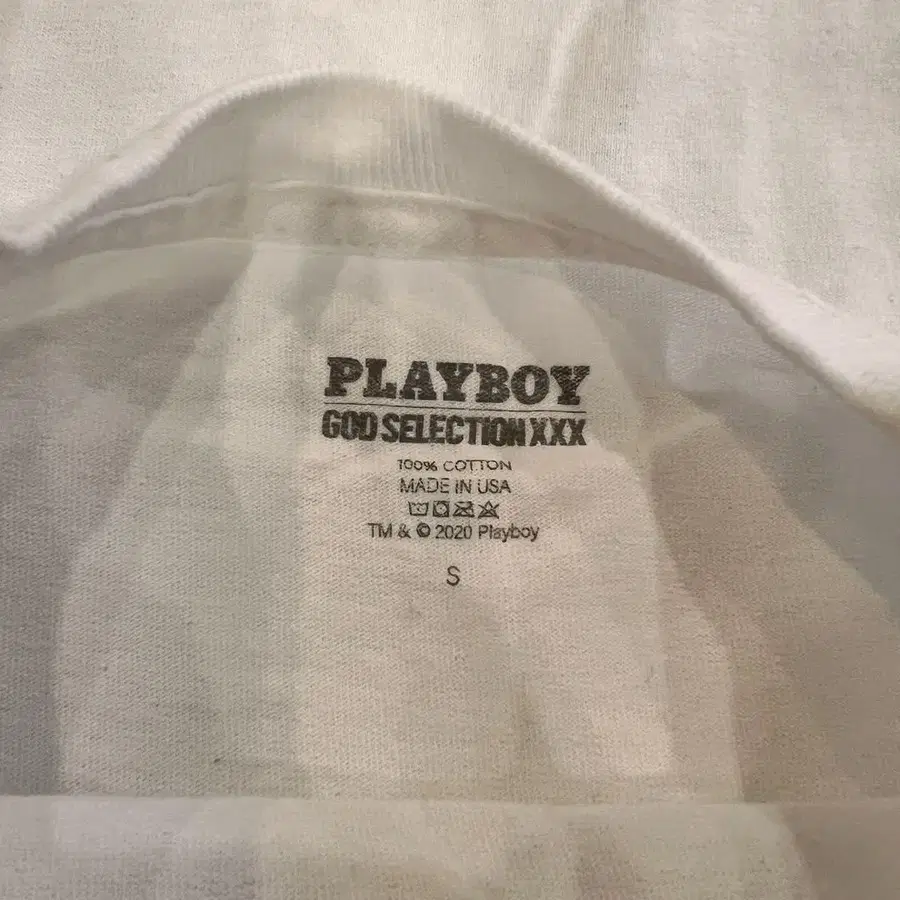 PLAYBOY
GOD SELECTION XXX
100% COTTON
MADE IN USA
TM & © 2020 Playboy
S